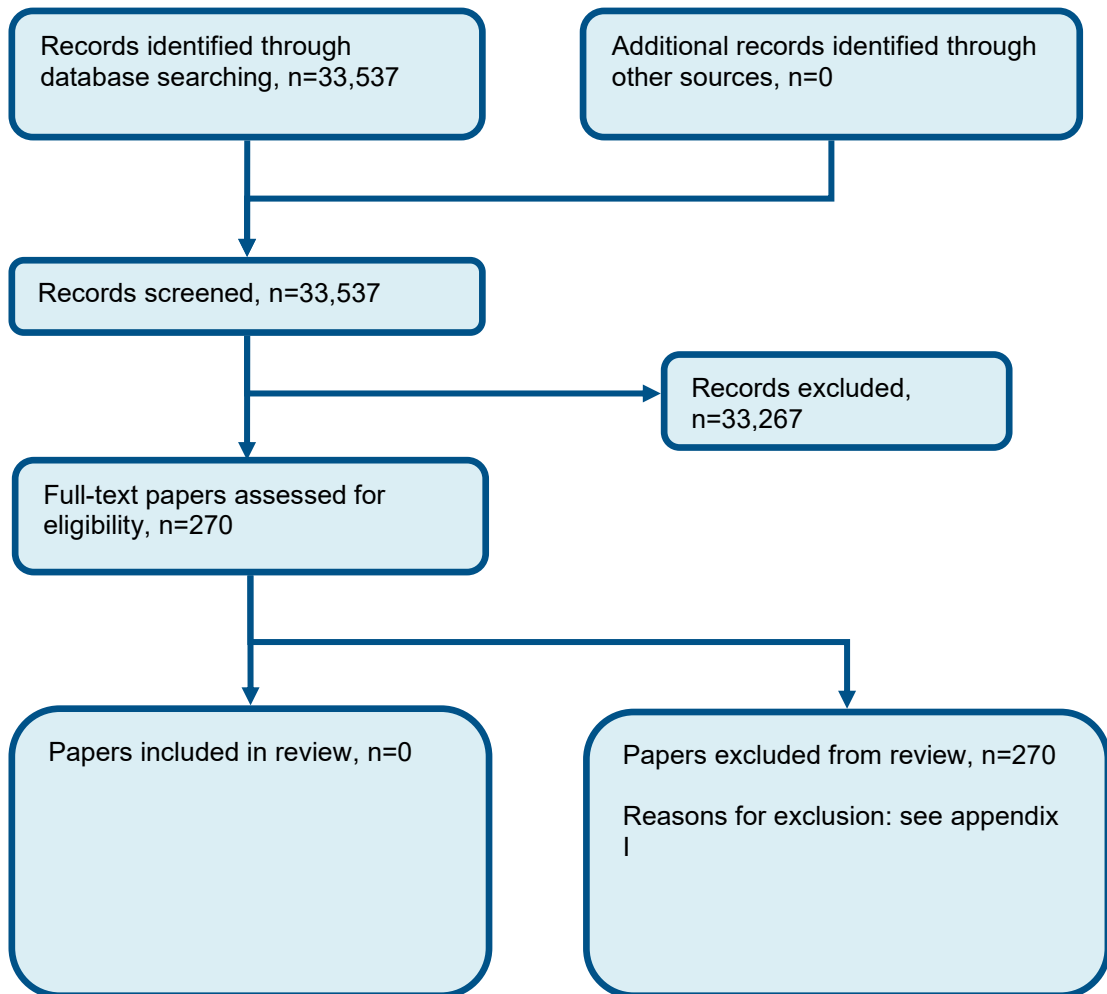 Records identified through
database searching, n=33,537
Additional records identified through
other sources, n=0
Records screened, n=33,537
Records excluded,
n=33,267
Full-text papers assessed for
eligibility, n=270
Papers included in review, n=0
Papers excluded from review, n=270
Reasons for exclusion: see appendix
I